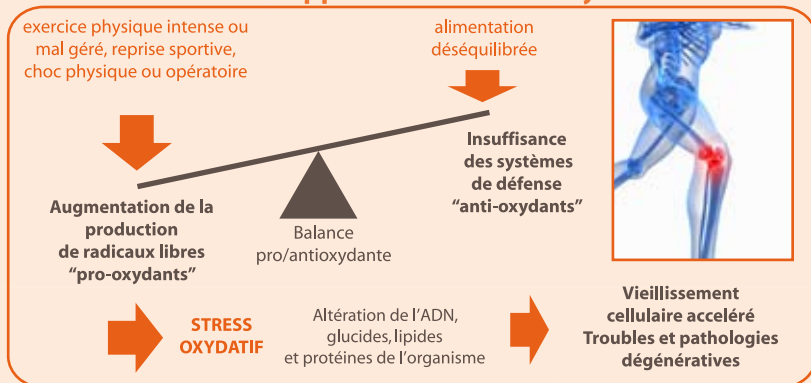 exercice physique intense ou
mal géré, reprise sportive,
choc physique ou opératoire
alimentation
déséquilibrée
Augmentation de la
production
de radicaux libres
“pro-oxydants”
Balance
pro/antioxydante
Insuffisance
des systèmes
de défense
“anti-oxydants”
STRESS
OXYDATIF
Altération de l’ADN,
glucides, lipides
et protéines de l’organisme
Vieillissement
cellulaire acceléré
Troubles et pathologies
dégénératives